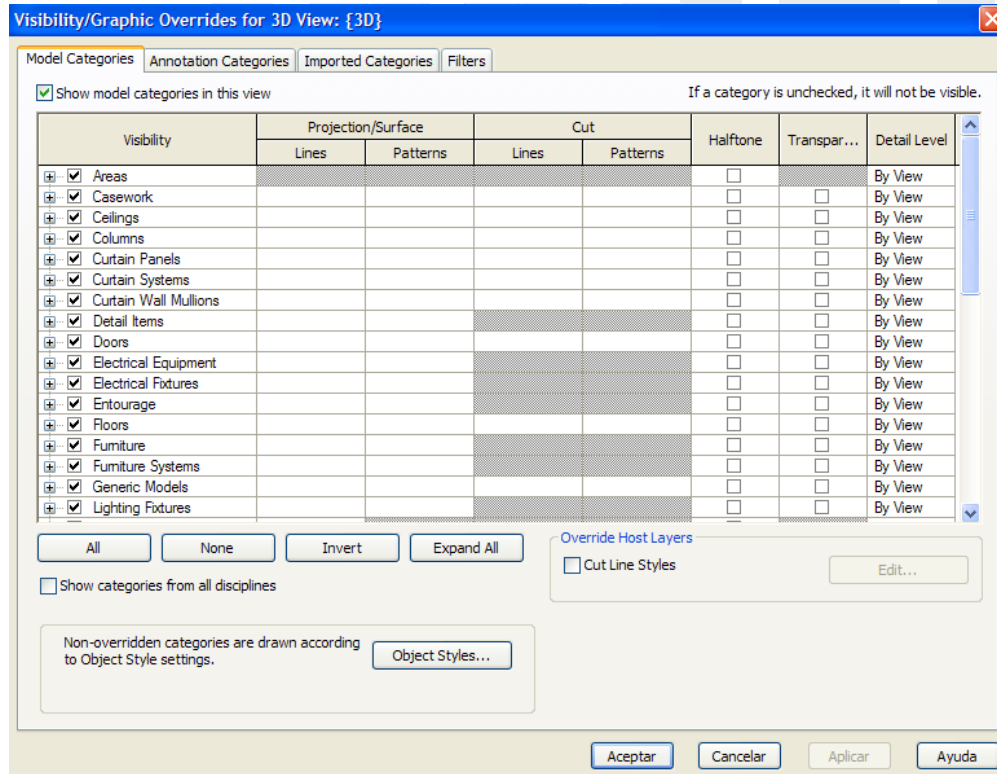 Visibility/Graphic Overrides for 3D View: {3D}
Model Categories Annotation Categories Imported Categories Filters
Show model categories in this view If a category is unchecked, it will not be visible.
Visibility Projection/Surface Cut Halftone Transpar... Detail Level
Lines Patterns Lines Patterns
Areas By View
Casework By View
Ceilings By View
Columns By View
Curtain Panels By View
Curtain Systems By View
Curtain Wall Mullions By View
Detail Items By View
Doors By View
Electrical Equipment By View
Electrical Fixtures By View
Entourage By View
Floors By View
Furniture By View
Furniture Systems By View
Generic Models By View
Lighting Fixtures By View
All None Invert Expand All
Override Host Layers
Cut Line Styles Edit...
Show categories from all disciplines
Non-overridden categories are drawn according
to Object Style settings.
Object Styles...
Aceptar Cancelar Aplicar Ayuda